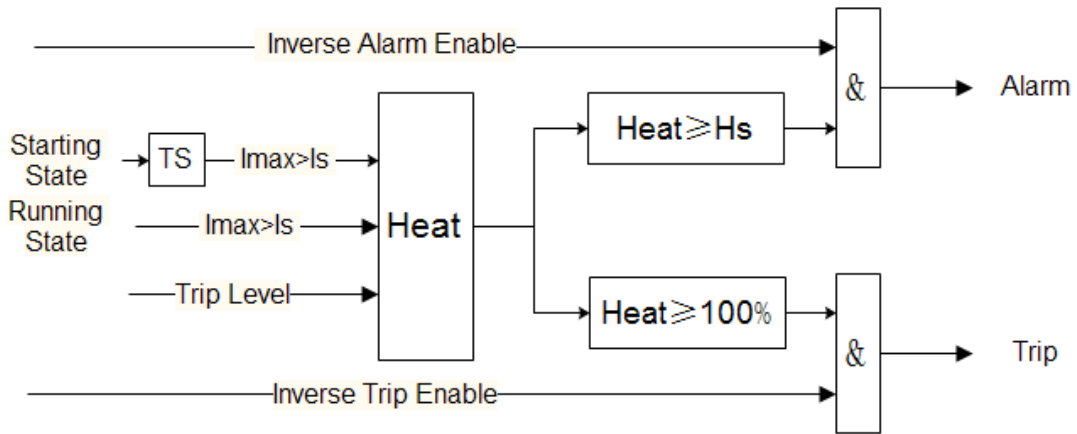 Inverse Alarm Enable
&
Alarm
Heat≥Hs
Starting
State
TS
Imax>Is
Running
State
Imax>Is
Heat
Trip Level
Heat≥100%
&
Trip
Inverse Trip Enable